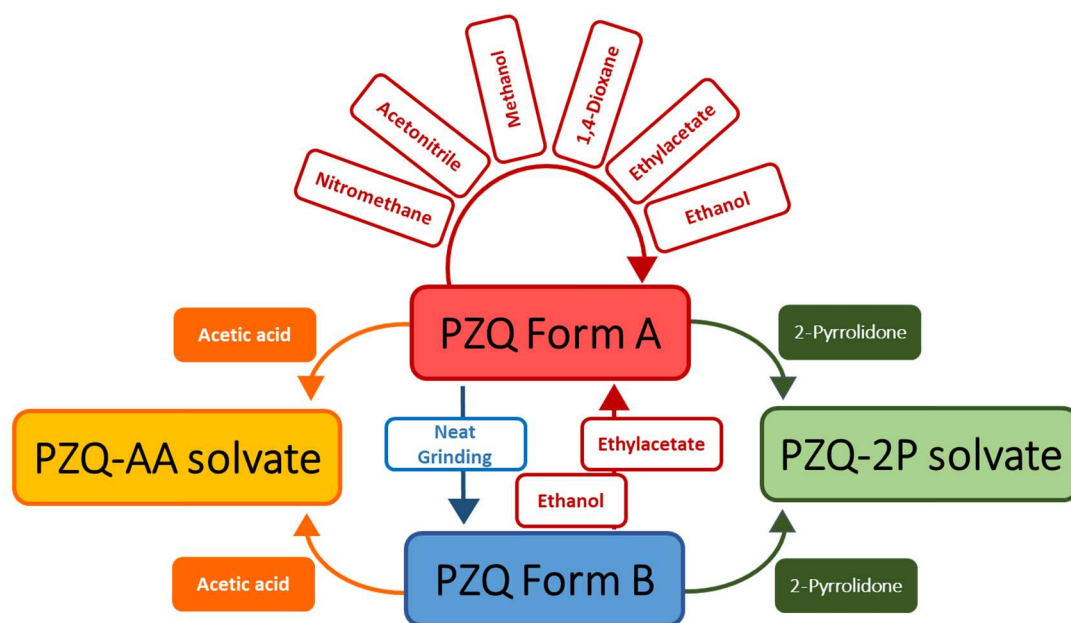 Nitromethane
Acetonitrile
Methanol
1,4-Dioxane
Ethylacetate
Ethanol
PZQ Form A
Acetic acid
2-Pyrrolidone
PZQ-AA solvate
Neat
Grinding
Ethylacetate
Ethanol
PZQ-2P solvate
Acetic acid
PZQ Form B
2-Pyrrolidone